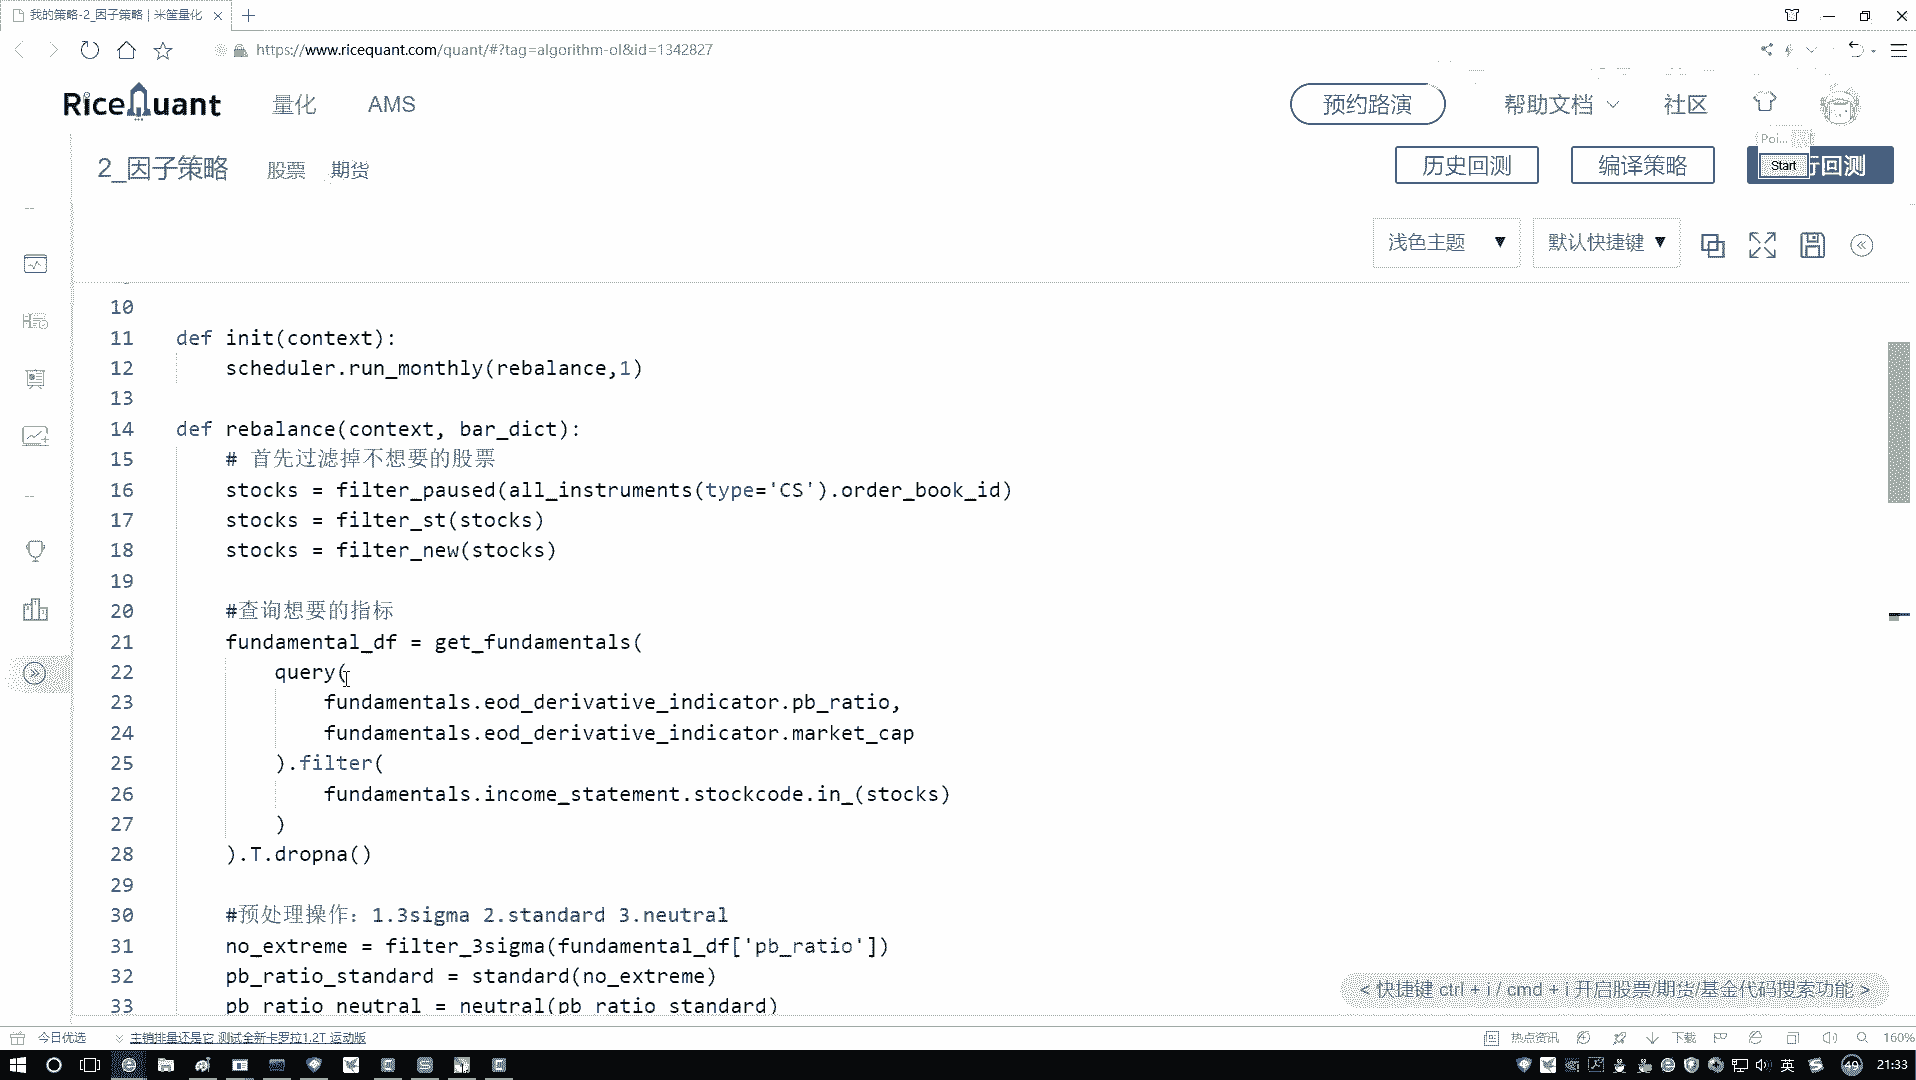 我的策略-2_因子策略 | 米筐量化
https://www.ricequant.com/quant/#?tag=algorithm-ol&id=1342827
RiceQuant 量化 AMS 预约路演 帮助文档 社区
Poi...
2_因子策略 股票 期货 历史回测 编译策略 Start 行回测
浅色主题 默认快捷键
10
11 def init(context):
12 scheduler.run_monthly(rebalance,1)
13
14 def rebalance(context, bar_dict):
15 # 首先过滤掉不想要的股票
16 stocks = filter_paused(all_instruments(type='CS').order_book_id)
17 stocks = filter_st(stocks)
18 stocks = filter_new(stocks)
19
20 #查询想要的指标
21 fundamental_df = get_fundamentals(
22 query(
23 fundamentals.eod_derivative_indicator.pb_ratio,
24 fundamentals.eod_derivative_indicator.market_cap
25 ).filter(
26 fundamentals.income_statement.stockcode.in_(stocks)
27 )
28 ).T.dropna()
29
30 #预处理操作：1.3sigma 2.standard 3.neutral
31 no_extreme = filter_3sigma(fundamental_df['pb_ratio'])
32 pb_ratio_standard = standard(no_extreme)
33 pb_ratio_neutral = neutral(pb_ratio_standard)
< 快捷键 ctrl + i / cmd + i 开启股票/期货/基金代码搜索功能 >
今日优选 主销排量还是它 测试全新卡罗拉1.2T 运动版 热点资讯 下载 160%
英 49 21:33